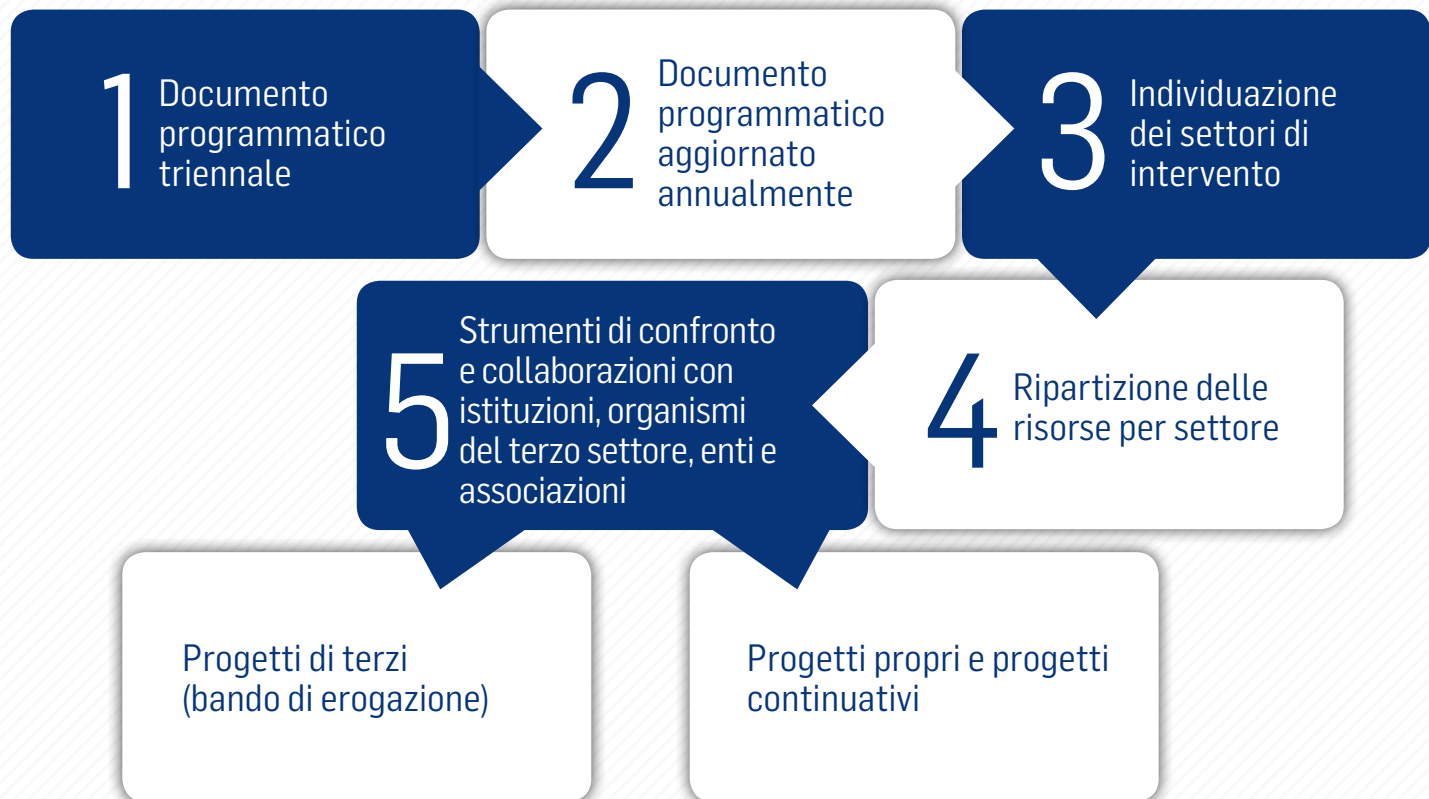 1
Documento
programmatico
triennale
2
Documento
programmatico
aggiornato
annualmente
3
Individuazione
dei settori di
intervento
4
Ripartizione delle
risorse per settore
5
Strumenti di confronto
e collaborazioni con
istituzioni, organismi
del terzo settore, enti e
associazioni
Progetti di terzi
(bando di erogazione)
Progetti propri e progetti
continuativi